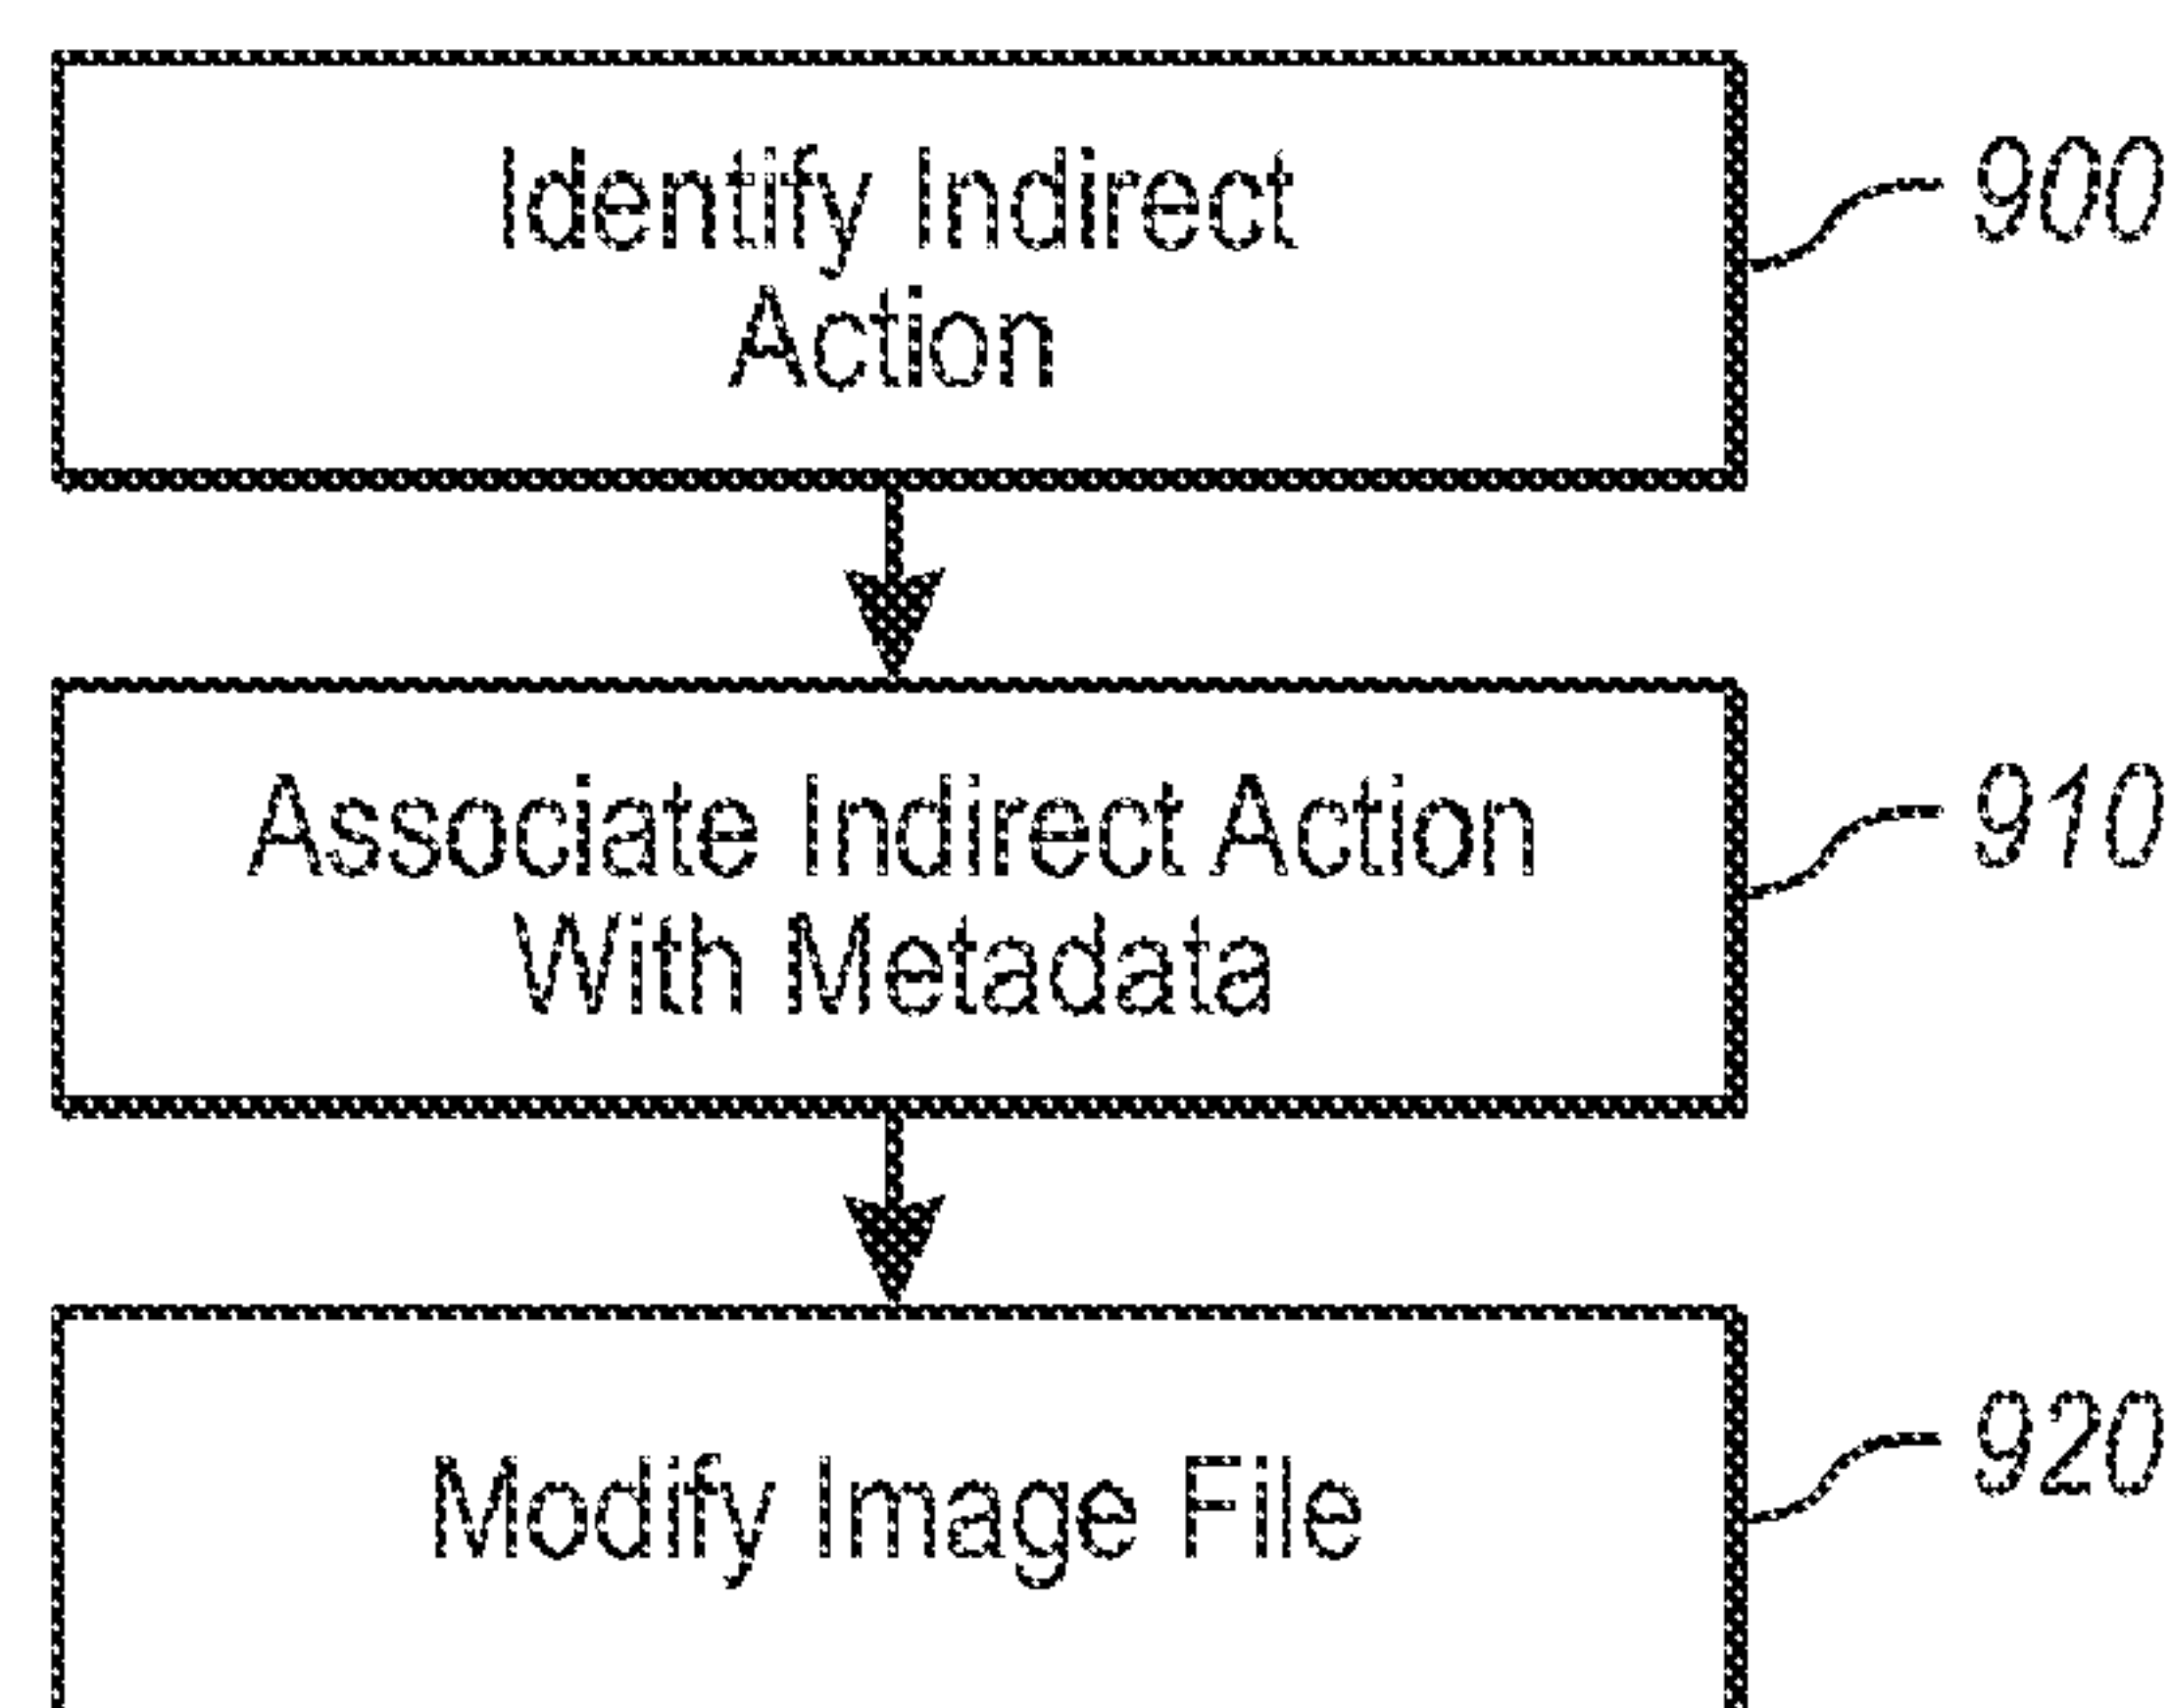 Identify Indirect
Action
900
Associate Indirect Action
With Metadata
910
Modify Image File
920